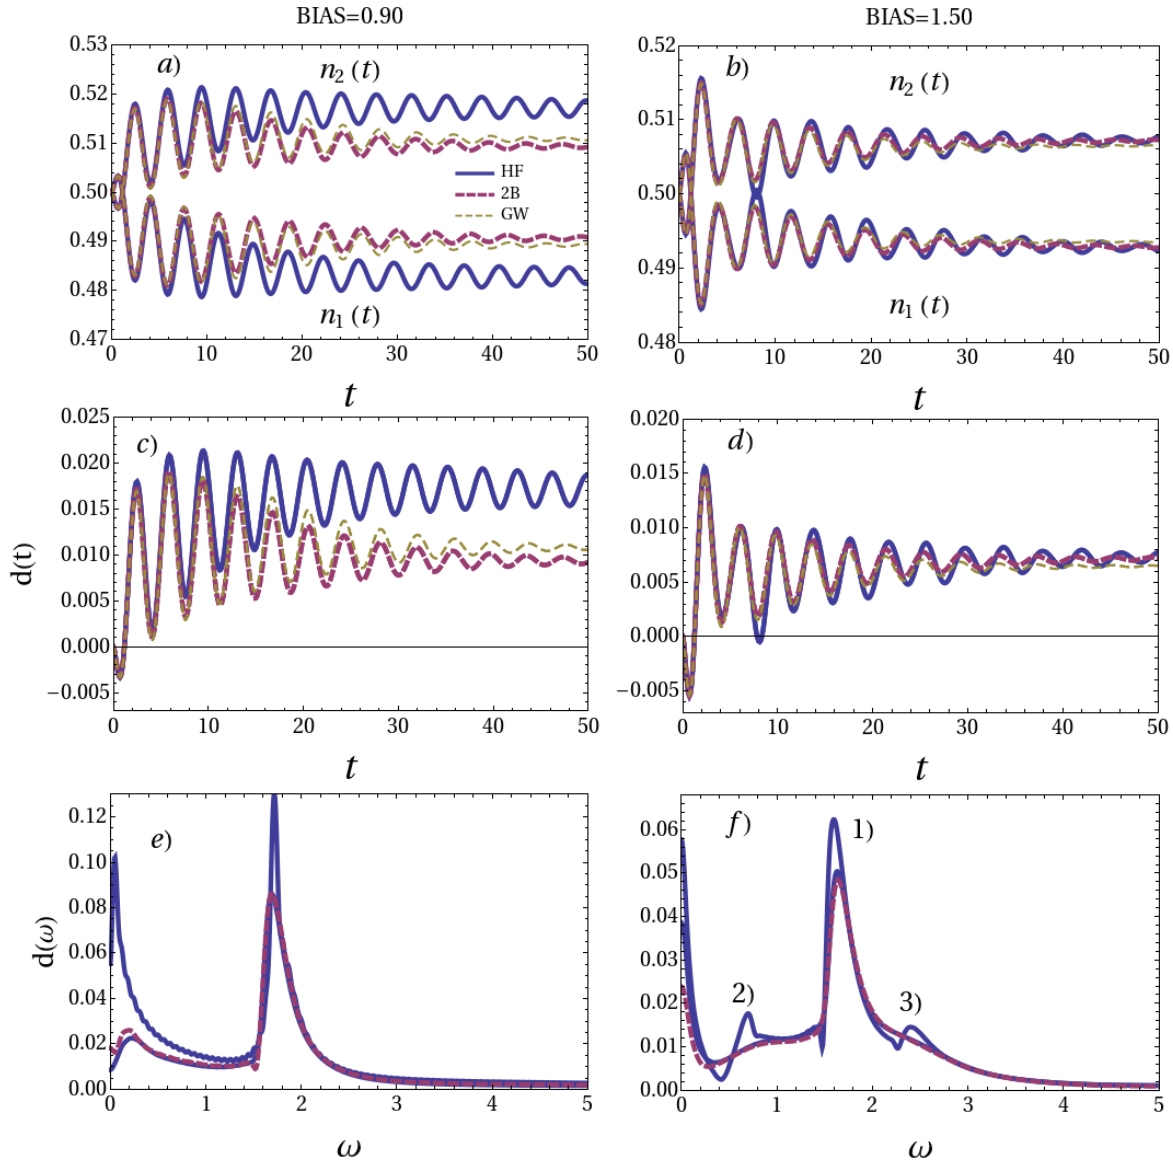 BIAS=0.90
BIAS=1.50
0.53
0.52
0.51
0.50
0.49
0.48
0.47
a)
n₂ (t)
HF
2B
GW
n₁ (t)
0 10 20 30 40 50
t
0.52
0.51
0.50
0.49
0.48
b)
n₂ (t)
n₁ (t)
0 10 20 30 40 50
t
d(t)
0.025
0.020
0.015
0.010
0.005
0.000
−0.005
c)
0 10 20 30 40 50
t
0.020
0.015
0.010
0.005
0.000
−0.005
d)
0 10 20 30 40 50
t
d(ω)
0.12
0.10
0.08
0.06
0.04
0.02
0.00
e)
0 1 2 3 4 5
ω
0.06
0.05
0.04
0.03
0.02
0.01
0.00
f)
1)
2)
3)
0 1 2 3 4 5
ω